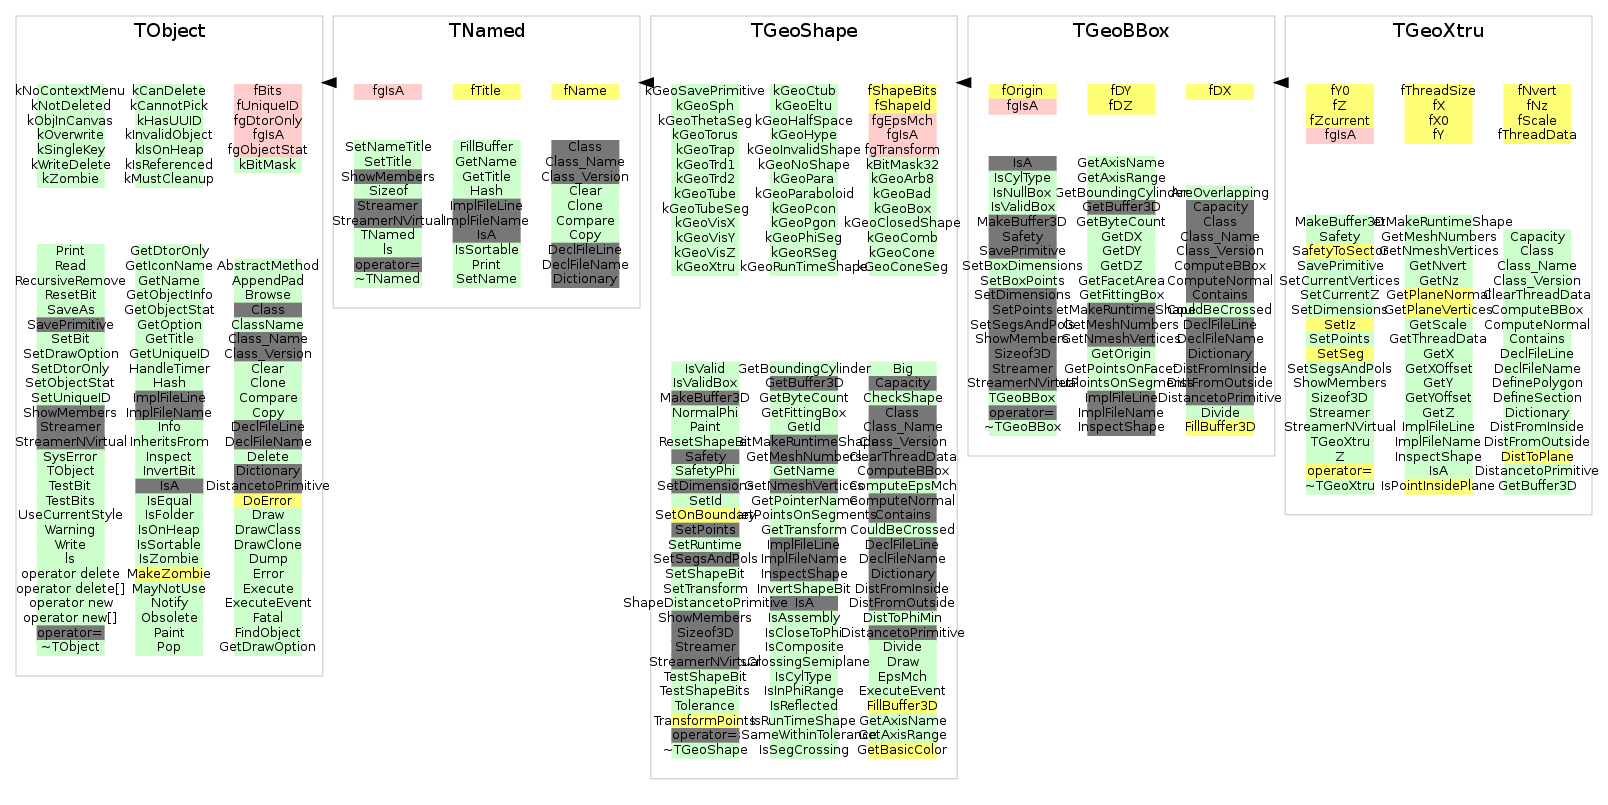 TObject
kNoContextMenu
kNotDeleted
kObjInCanvas
kOverwrite
kSingleKey
kWriteDelete
kZombie
kCanDelete
kCannotPick
kHasUUID
kInvalidObject
kIsOnHeap
kIsReferenced
kMustCleanup
fBits
fUniqueID
fgDtorOnly
fgIsA
fgObjectStat
kBitMask
Print
Read
RecursiveRemove
ResetBit
SaveAs
SavePrimitive
SetBit
SetDrawOption
SetDtorOnly
SetObjectStat
SetUniqueID
ShowMembers
Streamer
StreamerNVirtual
SysError
TObject
TestBit
TestBits
UseCurrentStyle
Warning
Write
ls
operator delete
operator delete[]
operator new
operator new[]
operator=
~TObject
GetDtorOnly
GetIconName
GetName
GetObjectInfo
GetObjectStat
GetOption
GetTitle
GetUniqueID
HandleTimer
Hash
ImplFileLine
ImplFileName
Info
InheritsFrom
Inspect
InvertBit
IsA
IsEqual
IsFolder
IsOnHeap
IsSortable
IsZombie
MakeZombie
MayNotUse
Notify
Obsolete
Paint
Pop
AbstractMethod
AppendPad
Browse
Class
ClassName
Class_Name
Class_Version
Clear
Clone
Compare
Copy
DeclFileLine
DeclFileName
Delete
Dictionary
DistancetoPrimitive
DoError
Draw
DrawClass
DrawClone
Dump
Error
Execute
ExecuteEvent
Fatal
FindObject
GetDrawOption
TNamed
fgIsA
fTitle
fName
SetNameTitle
SetTitle
ShowMembers
Sizeof
Streamer
StreamerNVirtual
TNamed
ls
operator=
~TNamed
FillBuffer
GetName
GetTitle
Hash
ImplFileLine
ImplFileName
IsA
IsSortable
Print
SetName
Class
Class_Name
Class_Version
Clear
Clone
Compare
Copy
DeclFileLine
DeclFileName
Dictionary
TGeoShape
kGeoSavePrimitive
kGeoSph
kGeoThetaSeg
kGeoTorus
kGeoTrap
kGeoTrd1
kGeoTrd2
kGeoTube
kGeoTubeSeg
kGeoVisX
kGeoVisY
kGeoVisZ
kGeoXtru
kGeoCtub
kGeoEltu
kGeoHalfSpace
kGeoHype
kGeoInvalidShape
kGeoNoShape
kGeoPara
kGeoParaboloid
kGeoPcon
kGeoPgon
kGeoPhiSeg
kGeoRSeg
kGeoRunTimeShape
fShapeBits
fShapeId
fgEpsMch
fgIsA
fgTransform
kBitMask32
kGeoArb8
kGeoBad
kGeoBox
kGeoClosedShape
kGeoComb
kGeoCone
kGeoConeSeg
IsValid
IsValidBox
MakeBuffer3D
NormalPhi
Paint
ResetShapeBit
Safety
SafetyPhi
SetDimensions
SetId
SetOnBoundary
SetPoints
SetRuntime
SetSegsAndPols
SetShapeBit
SetTransform
ShapeDistancetoPrimitive
ShowMembers
Sizeof3D
Streamer
StreamerNVirtual
TestShapeBit
TestShapeBits
Tolerance
TransformPoints
operator=
~TGeoShape
GetBoundingCylinder
GetBuffer3D
GetByteCount
GetFittingBox
GetId
GetMakeRuntimeShape
GetMeshNumbers
GetName
GetNmeshVertices
GetPointerName
GetPointsOnSegments
GetTransform
ImplFileLine
ImplFileName
InspectShape
InvertShapeBit
IsA
IsAssembly
IsCloseToPhi
IsComposite
IsCrossingSemiplane
IsCylType
IsInPhiRange
IsReflected
IsRunTimeShape
IsSameWithinTolerance
IsSegCrossing
Big
Capacity
CheckShape
Class
Class_Name
Class_Version
ClearThreadData
ComputeBBox
ComputeEpsMch
ComputeNormal
Contains
CouldBeCrossed
DeclFileLine
DeclFileName
Dictionary
DistFromInside
DistFromOutside
DistToPhiMin
DistancetoPrimitive
Divide
Draw
EpsMch
ExecuteEvent
FillBuffer3D
GetAxisName
GetAxisRange
GetBasicColor
TGeoBBox
fOrigin
fgIsA
fDY
fDZ
fDX
IsA
IsCylType
IsNullBox
IsValidBox
MakeBuffer3D
Safety
SavePrimitive
SetBoxDimensions
SetBoxPoints
SetDimensions
SetPoints
SetSegsAndPols
ShowMembers
Sizeof3D
Streamer
StreamerNVirtual
TGeoBBox
operator=
~TGeoBBox
GetAxisName
GetAxisRange
GetBoundingCylinder
GetBuffer3D
GetByteCount
GetDX
GetDY
GetDZ
GetFacetArea
GetFittingBox
GetMakeRuntimeShape
GetMeshNumbers
GetNmeshVertices
GetOrigin
GetPointsOnFacet
GetPointsOnSegments
ImplFileLine
ImplFileName
InspectShape
AreOverlapping
Capacity
Class
Class_Name
Class_Version
ComputeBBox
ComputeNormal
Contains
CouldBeCrossed
DeclFileLine
DeclFileName
Dictionary
DistFromInside
DistFromOutside
DistancetoPrimitive
Divide
FillBuffer3D
TGeoXtru
fY0
fZ
fZcurrent
fgIsA
fThreadSize
fX
fX0
fY
fNvert
fNz
fScale
fThreadData
MakeBuffer3D
Safety
SafetyToSector
SavePrimitive
SetCurrentVertices
SetCurrentZ
SetDimensions
SetIz
SetPoints
SetSeg
SetSegsAndPols
ShowMembers
Sizeof3D
Streamer
StreamerNVirtual
TGeoXtru
Z
operator=
~TGeoXtru
GetMakeRuntimeShape
GetMeshNumbers
GetNmeshVertices
GetNvert
GetNz
GetPlaneNormal
GetPlaneVertices
GetScale
GetThreadData
GetX
GetXOffset
GetY
GetYOffset
GetZ
ImplFileLine
ImplFileName
InspectShape
IsA
IsPointInsidePlane
Capacity
Class
Class_Name
Class_Version
ClearThreadData
ComputeBBox
ComputeNormal
Contains
DeclFileLine
DeclFileName
DefinePolygon
DefineSection
Dictionary
DistFromInside
DistFromOutside
DistToPlane
DistancetoPrimitive
GetBuffer3D